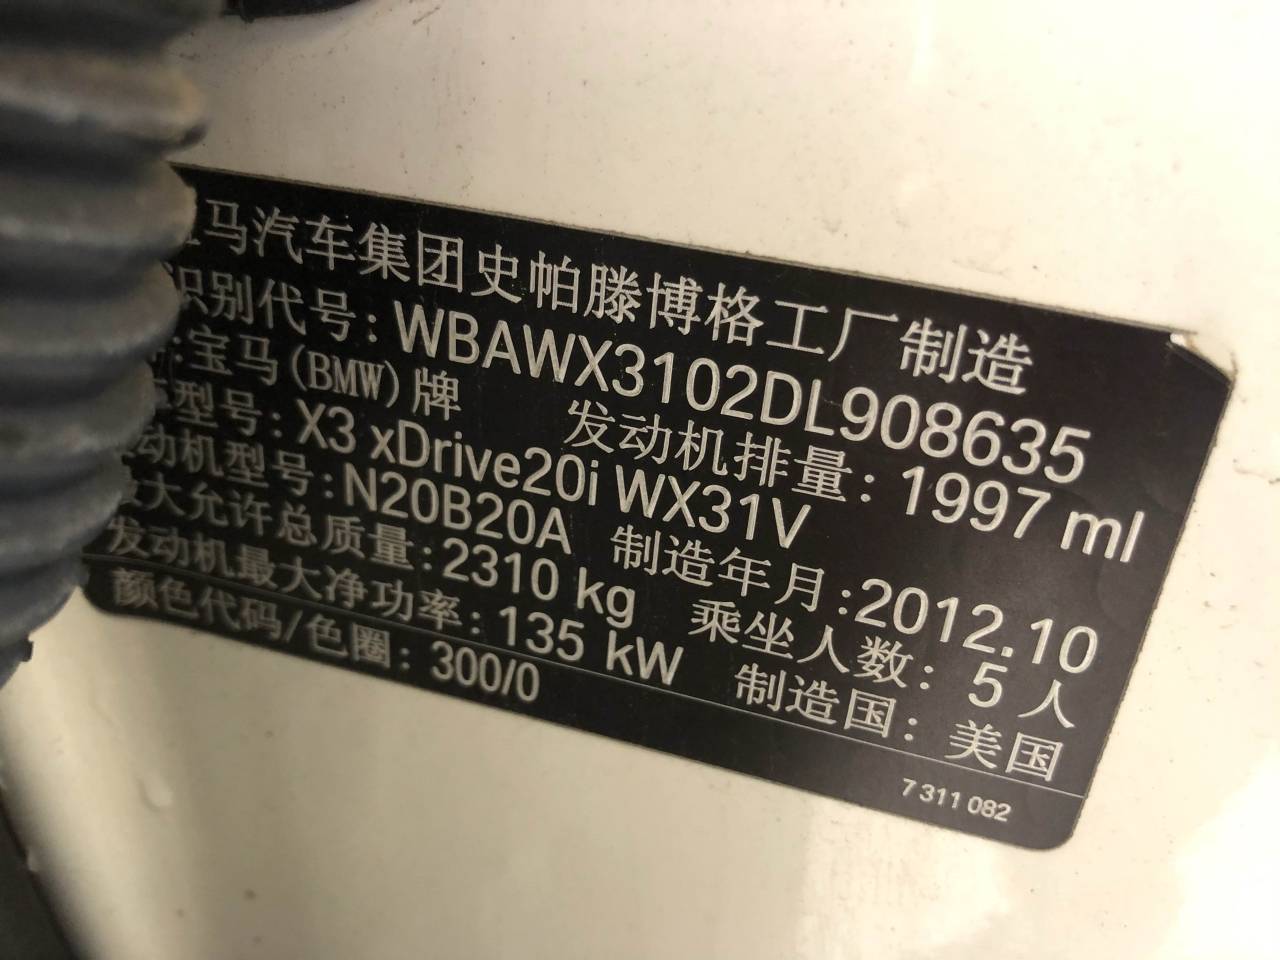 马汽车集团史帕滕博格工厂制造
识别代号：WBAWX3102DL908635
宝马(BMW)牌 发动机排量：1997 ml
型号：X3 xDrive20i WX31V
动机型号：N20B20A 制造年月：2012.10
大允许总质量：2310 kg 乘坐人数：5 人
发动机最大净功率：135 kW 制造国：美国
颜色代码/色圈：300/0
7 311 082